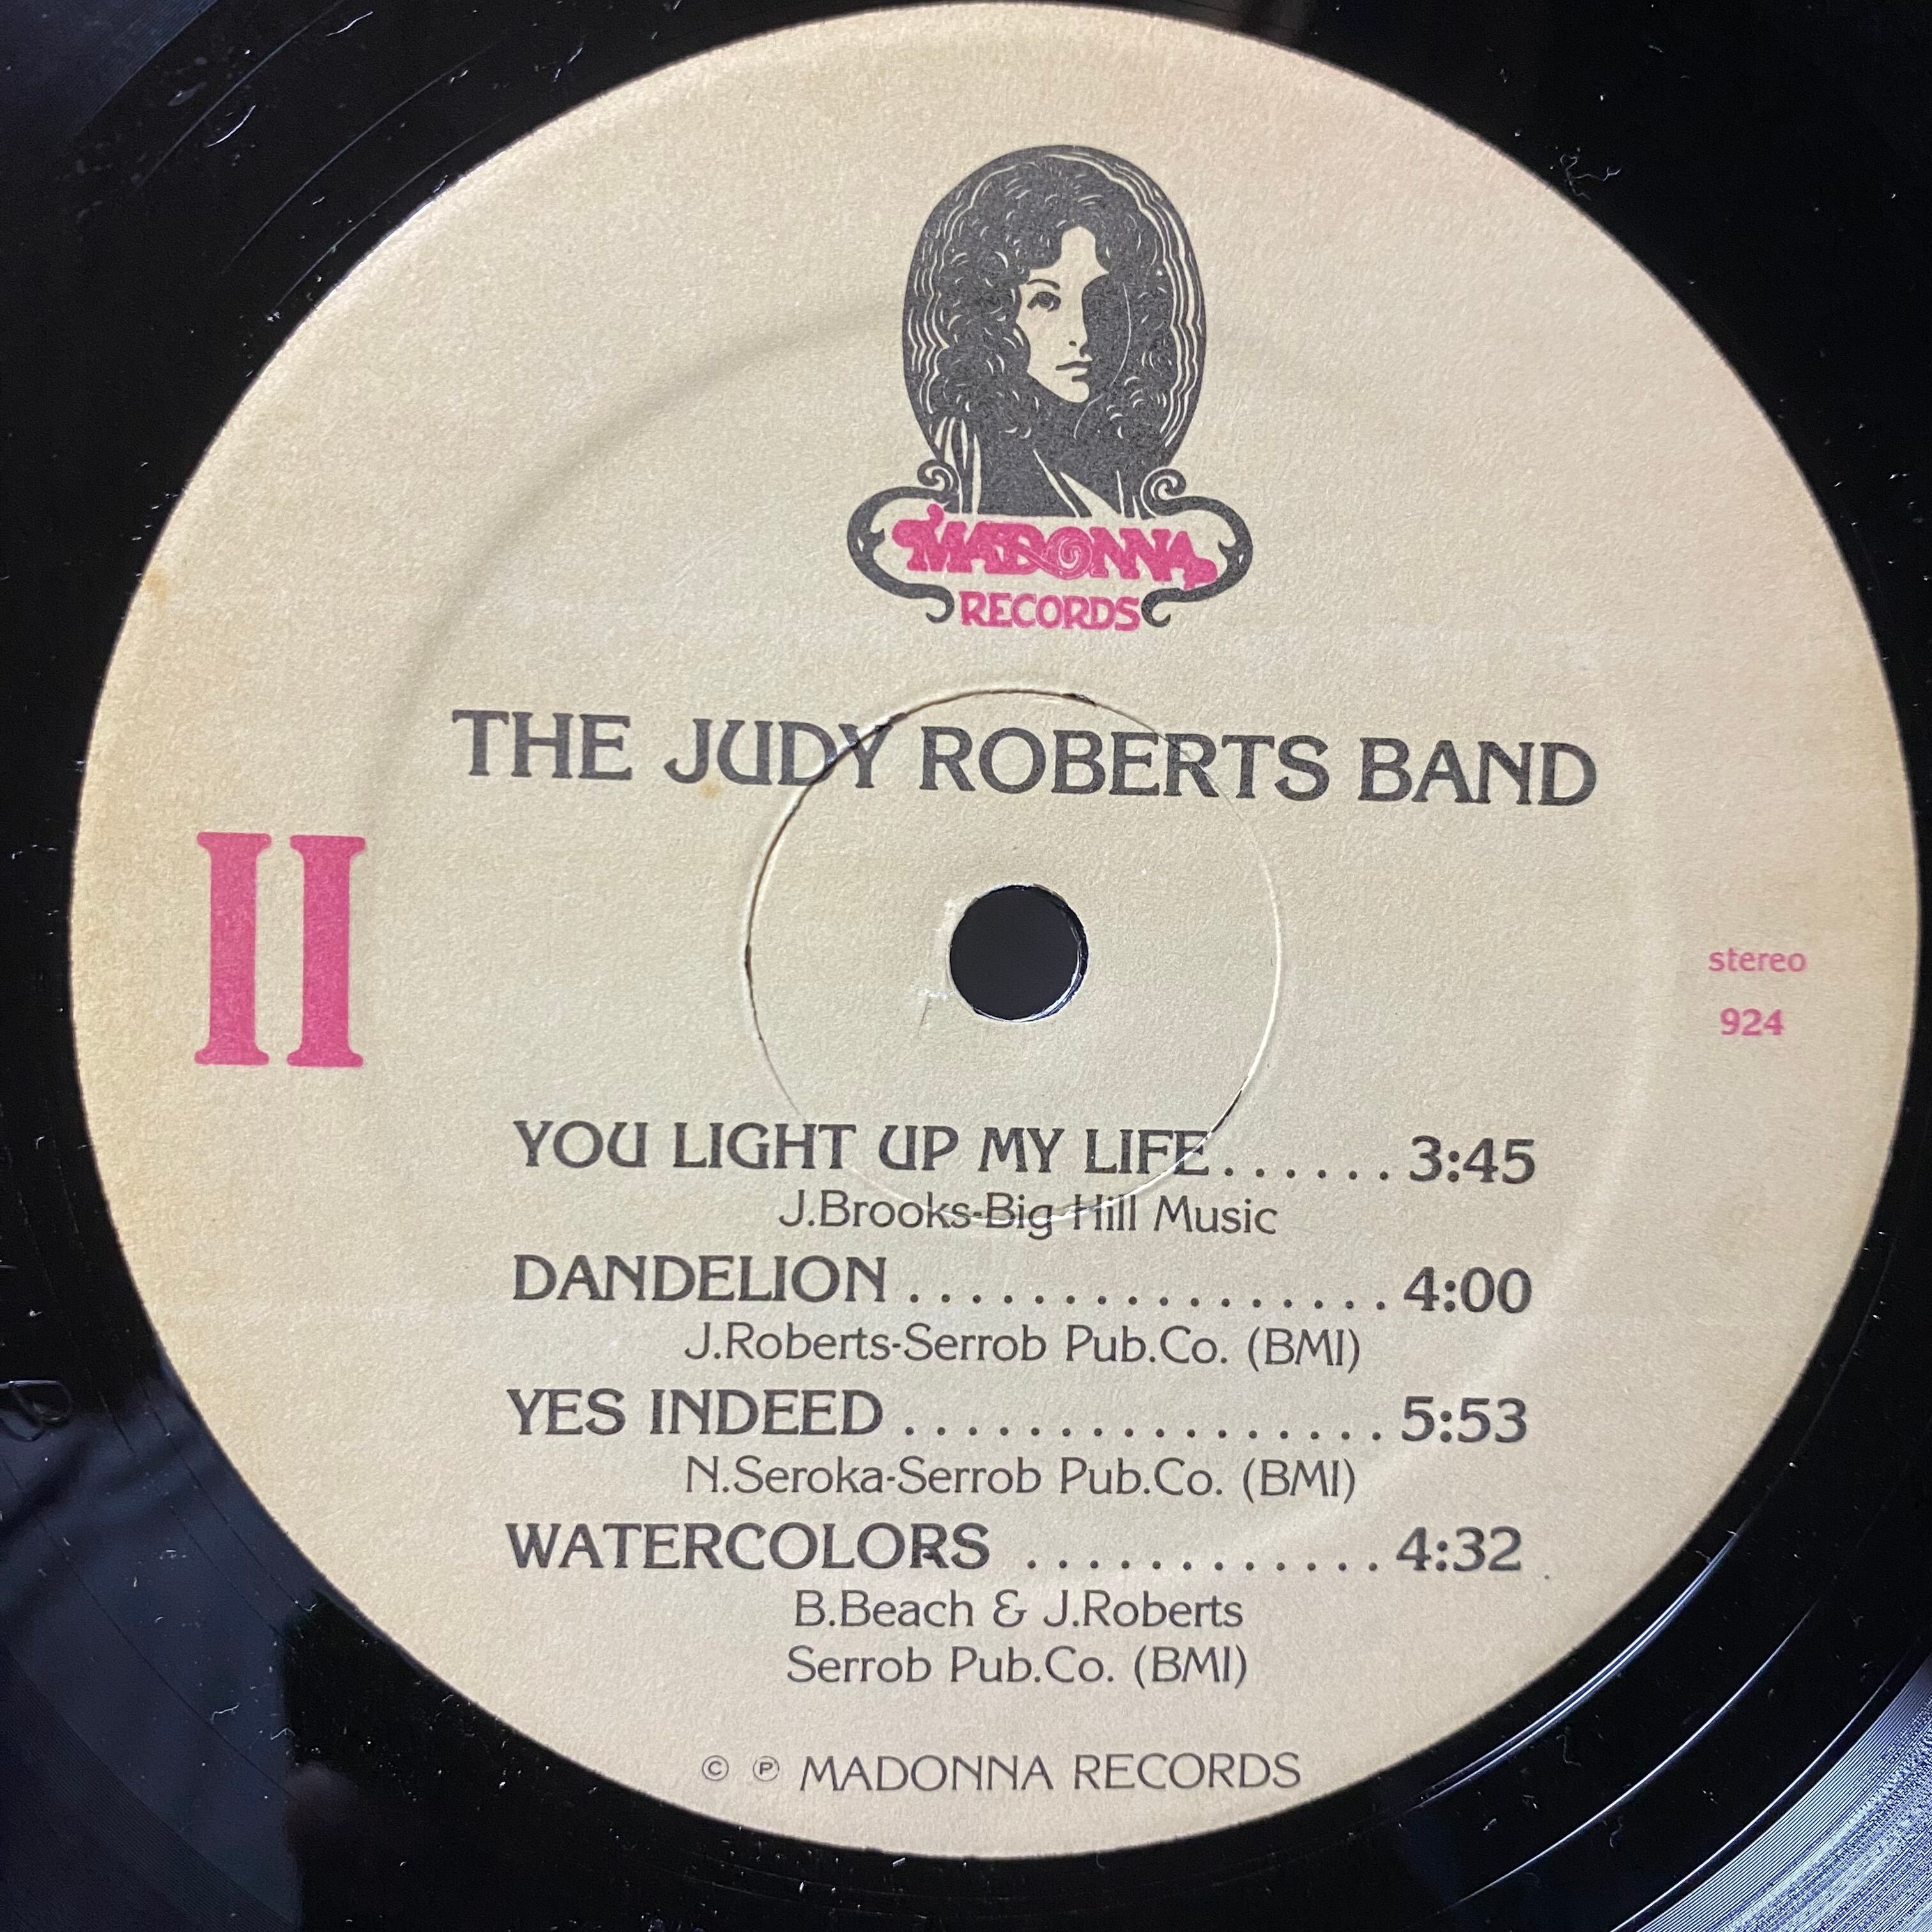 MADONNA
RECORDS
THE JUDY ROBERTS BAND
II
stereo
924
YOU LIGHT UP MY LIFE......3:45
J.Brooks-Big Hill Music
DANDELION.................4:00
J.Roberts-Serrob Pub.Co. (BMI)
YES INDEED.................5:53
N.Seroka-Serrob Pub.Co. (BMI)
WATERCOLORS ............4:32
B.Beach & J.Roberts
Serrob Pub.Co. (BMI)
© ℗ MADONNA RECORDS